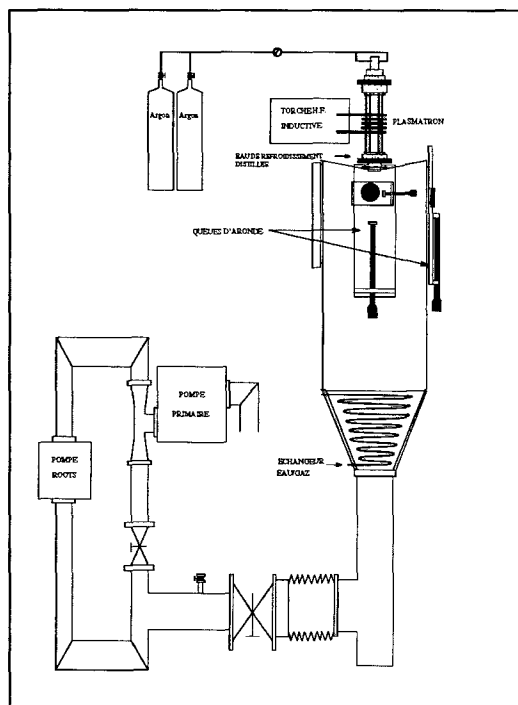 Argon
Argon
TORCHE H.F.
INDUCTIVE
PLASMATRON
EAU DE REFROIDISSEMENT
DISTILLEE
QUEUES D'ARONDE
POMPE
PRIMAIRE
POMPE
ROOTS
ECHANGEUR
EAU/GAZ